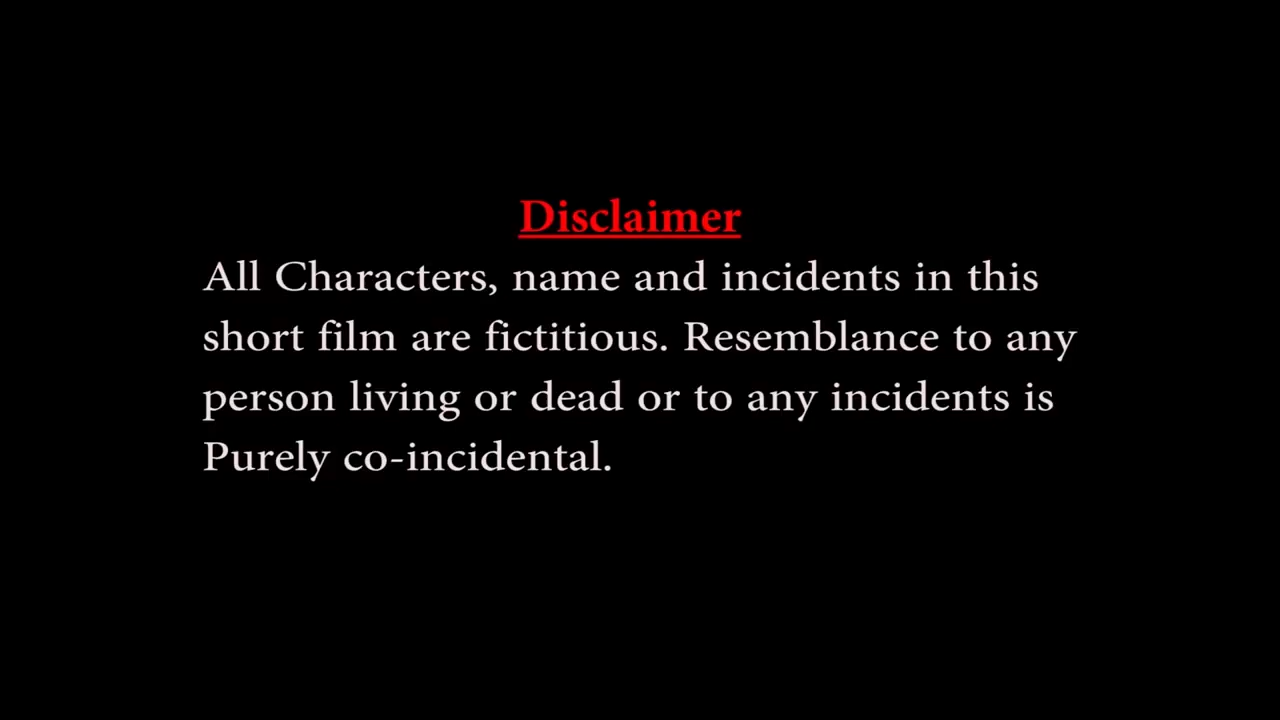 Disclaimer
All Characters, name and incidents in this
short film are fictitious. Resemblance to any
person living or dead or to any incidents is
Purely co-incidental.